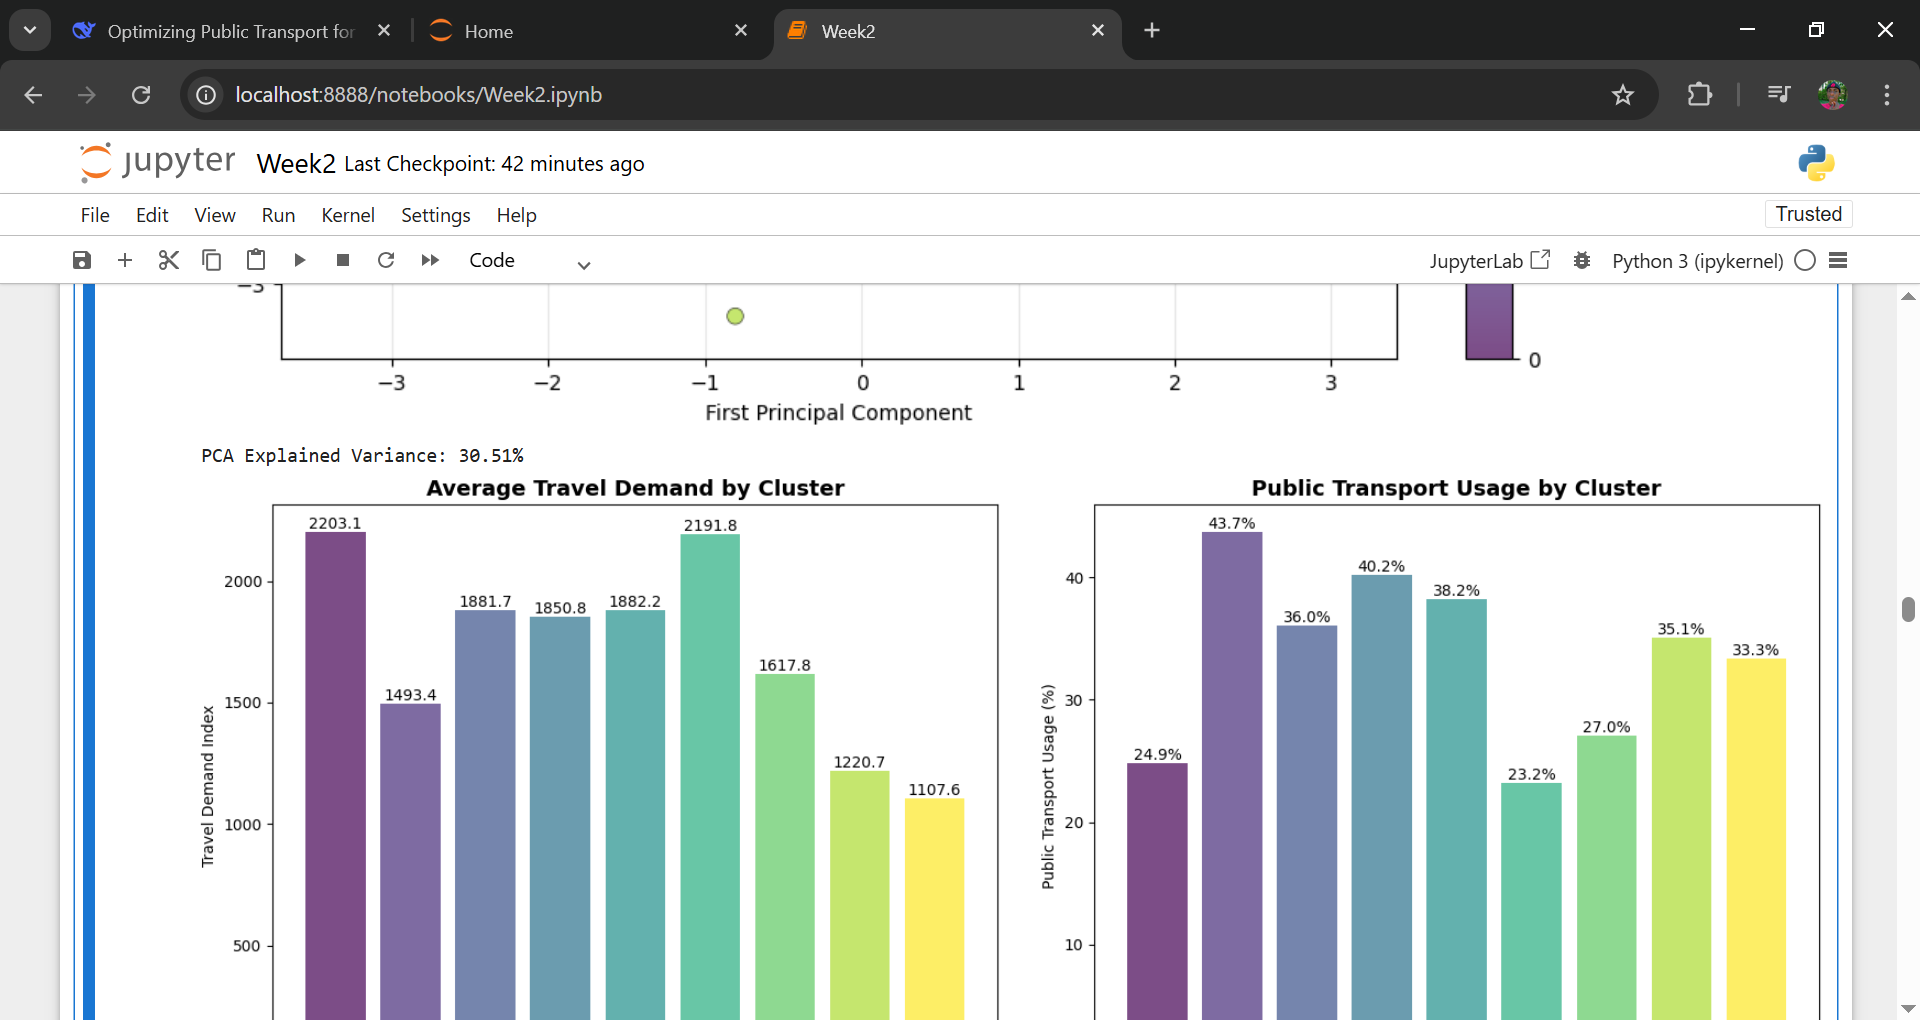 Optimizing Public Transport for
Home
Week2
localhost:8888/notebooks/Week2.ipynb
jupyter Week2 Last Checkpoint: 42 minutes ago
File Edit View Run Kernel Settings Help
Trusted
Code
JupyterLab
Python 3 (ipykernel)
−3
0
−3 −2 −1 0 1 2 3
First Principal Component
PCA Explained Variance: 30.51%
Average Travel Demand by Cluster
2203.1
1493.4
1881.7
1850.8
1882.2
2191.8
1617.8
1220.7
1107.6
2000
1500
1000
500
Travel Demand Index
Public Transport Usage by Cluster
24.9%
43.7%
36.0%
40.2%
38.2%
23.2%
27.0%
35.1%
33.3%
40
30
20
10
Public Transport Usage (%)